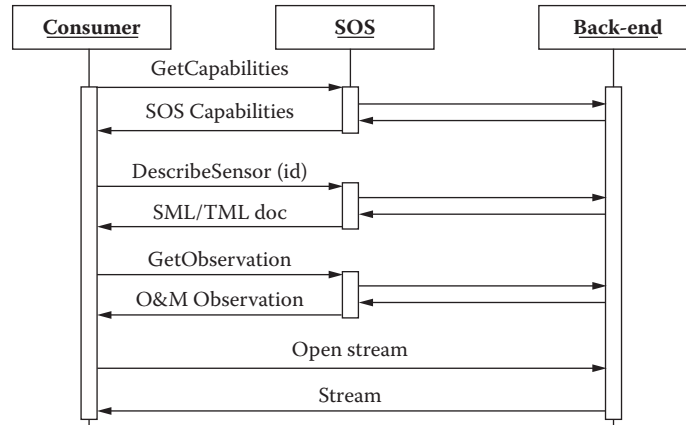 Consumer
SOS
Back-end
GetCapabilities
SOS Capabilities
DescribeSensor (id)
SML/TML doc
GetObservation
O&M Observation
Open stream
Stream